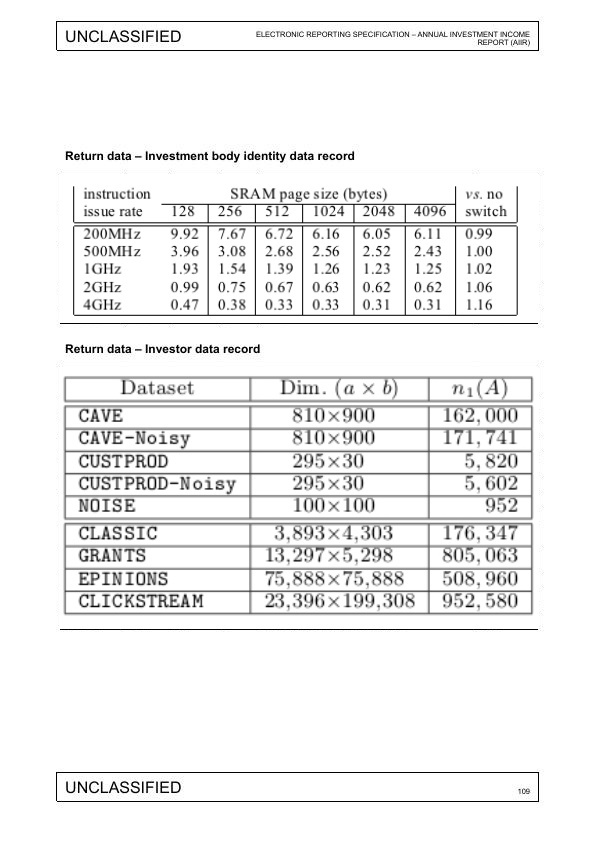 UNCLASSIFIED
ELECTRONIC REPORTING SPECIFICATION – ANNUAL INVESTMENT INCOME
REPORT (AIIR)
Return data – Investment body identity data record
instruction SRAM page size (bytes) vs. no
issue rate 128 256 512 1024 2048 4096 switch
200MHz 9.92 7.67 6.72 6.16 6.05 6.11 0.99
500MHz 3.96 3.08 2.68 2.56 2.52 2.43 1.00
1GHz 1.93 1.54 1.39 1.26 1.23 1.25 1.02
2GHz 0.99 0.75 0.67 0.63 0.62 0.62 1.06
4GHz 0.47 0.38 0.33 0.33 0.31 0.31 1.16
Return data – Investor data record
Dataset Dim. (a × b) n1(A)
CAVE 810×900 162,000
CAVE-Noisy 810×900 171,741
CUSTPROD 295×30 5,820
CUSTPROD-Noisy 295×30 5,602
NOISE 100×100 952
CLASSIC 3,893×4,303 176,347
GRANTS 13,297×5,298 805,063
EPINIONS 75,888×75,888 508,960
CLICKSTREAM 23,396×199,308 952,580
UNCLASSIFIED
109